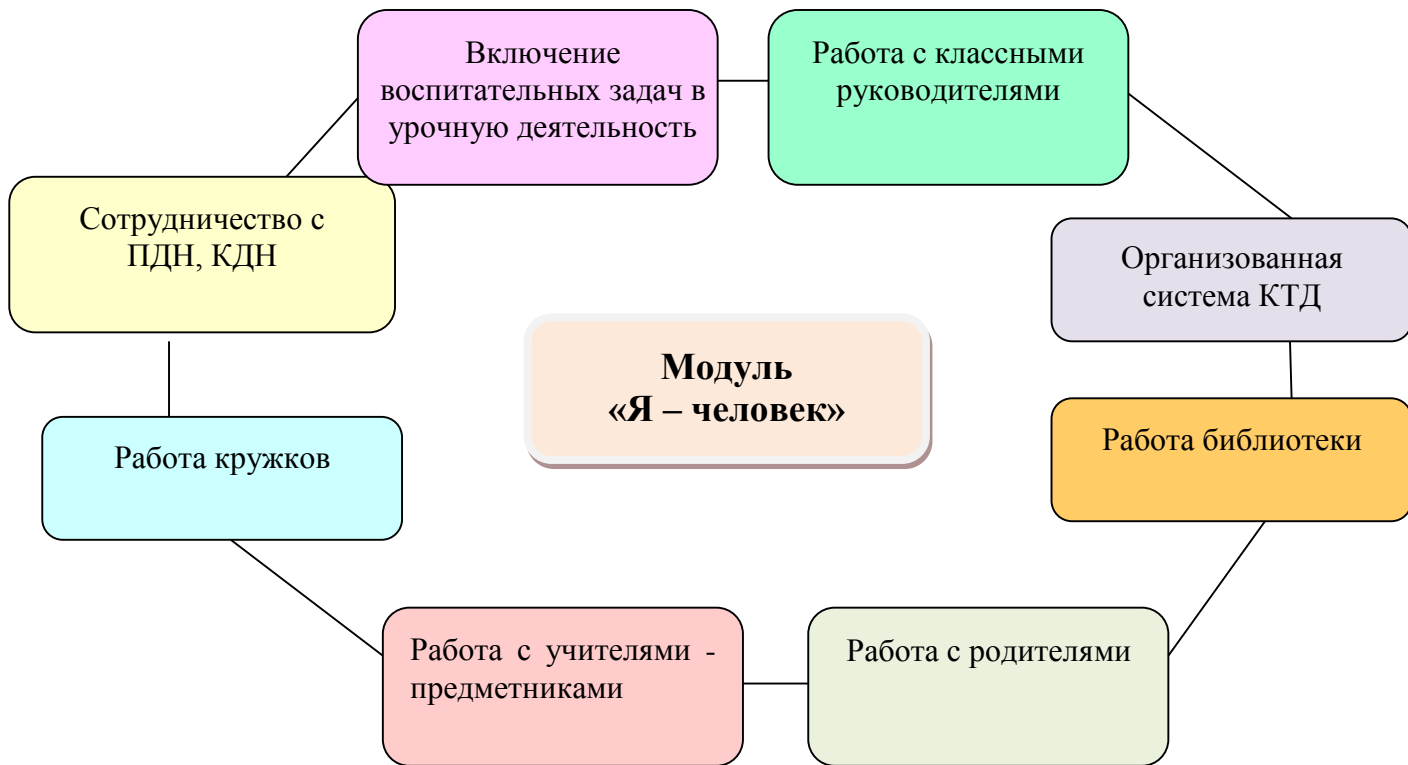 Включение
воспитательных задач в
урочную деятельность
Работа с классными
руководителями
Сотрудничество с
ПДН, КДН
Организованная
система КТД
Модуль
«Я – человек»
Работа кружков
Работа библиотеки
Работа с учителями -
предметниками
Работа с родителями